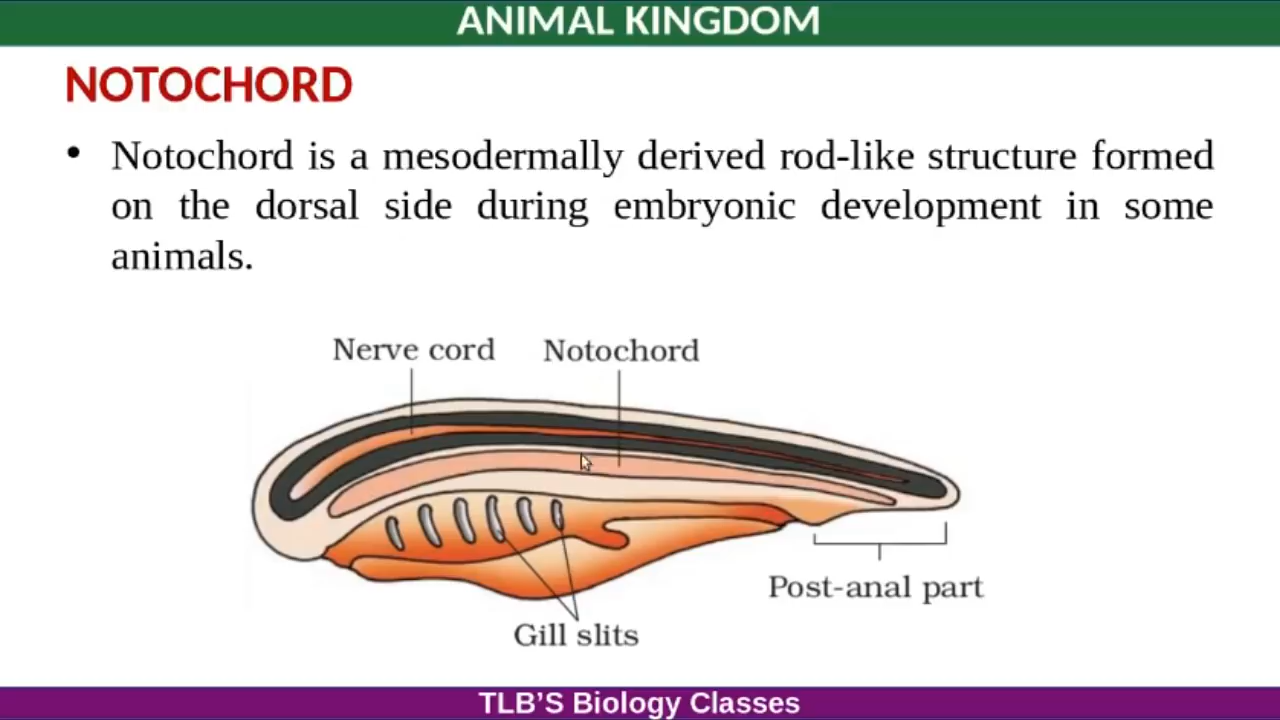 ANIMAL KINGDOM
NOTOCHORD
• Notochord is a mesodermally derived rod-like structure formed
on the dorsal side during embryonic development in some
animals.
Nerve cord
Notochord
Post-anal part
Gill slits
TLB’S Biology Classes